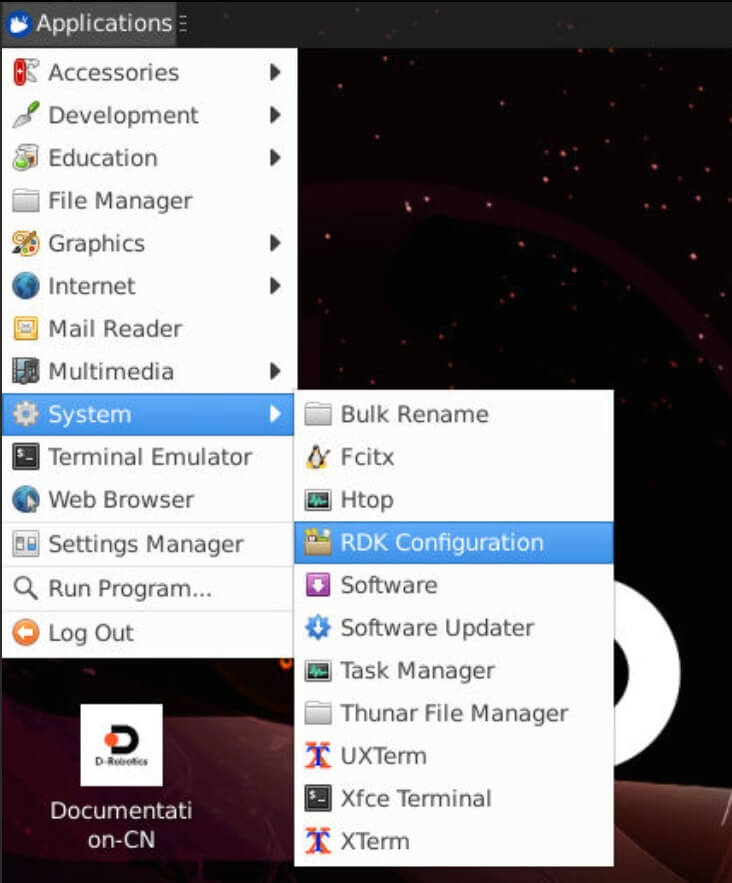 Applications
Accessories
Development
Education
File Manager
Graphics
Internet
Mail Reader
Multimedia
System
Terminal Emulator
Web Browser
Settings Manager
Run Program...
Log Out
Bulk Rename
Fcitx
Htop
RDK Configuration
Software
Software Updater
Task Manager
Thunar File Manager
UXTerm
Xfce Terminal
XTerm
D-Robotics
Documentati
on-CN